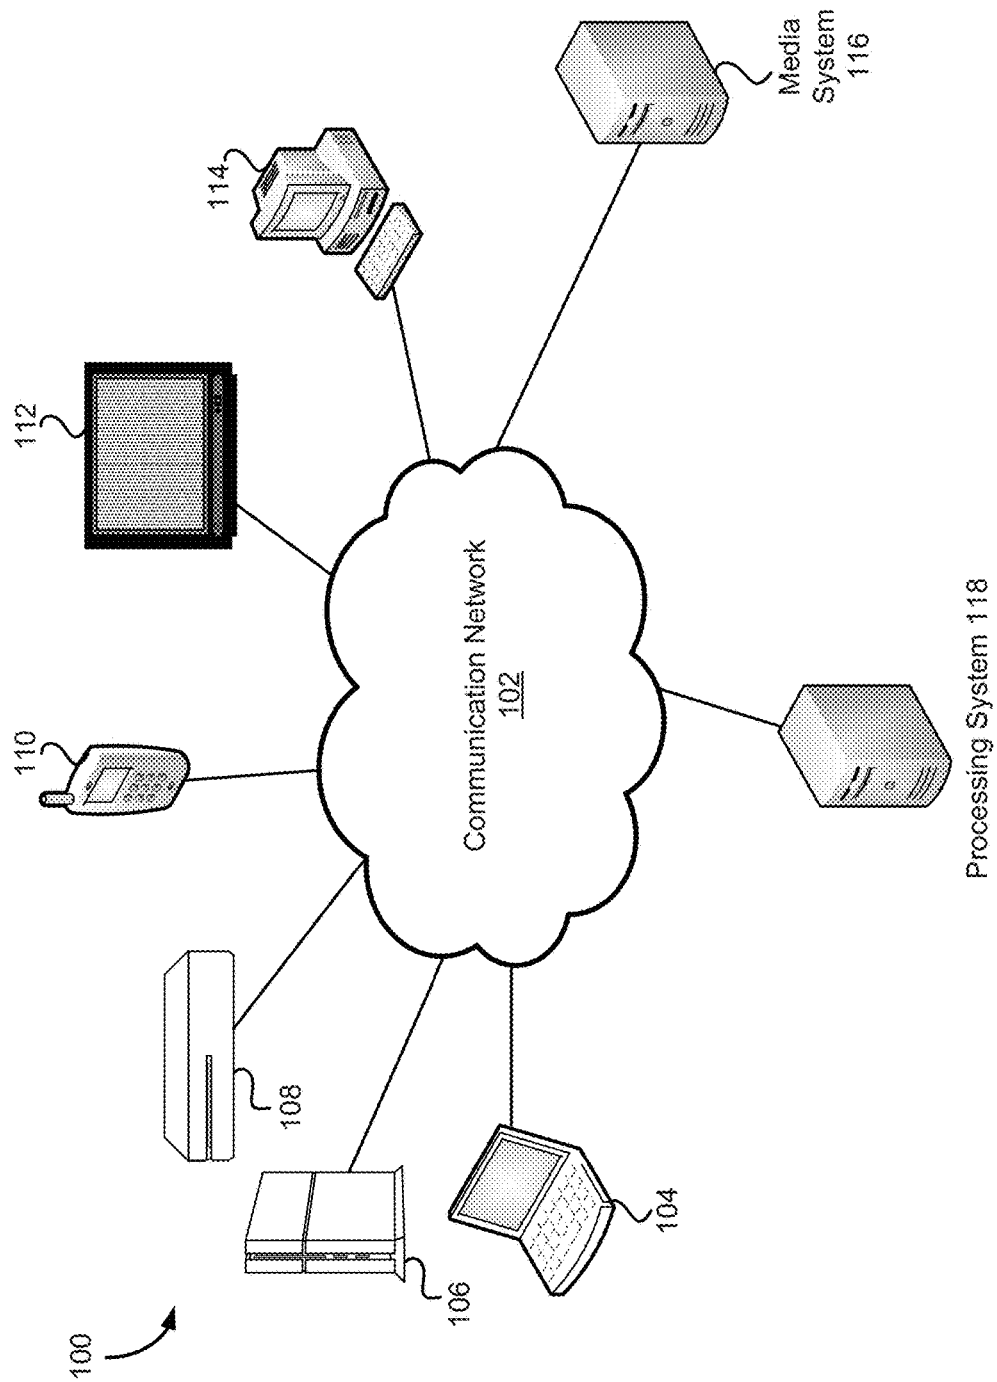 100
106
104
108
110
112
114
Communication Network
102
Media
System
116
Processing System 118